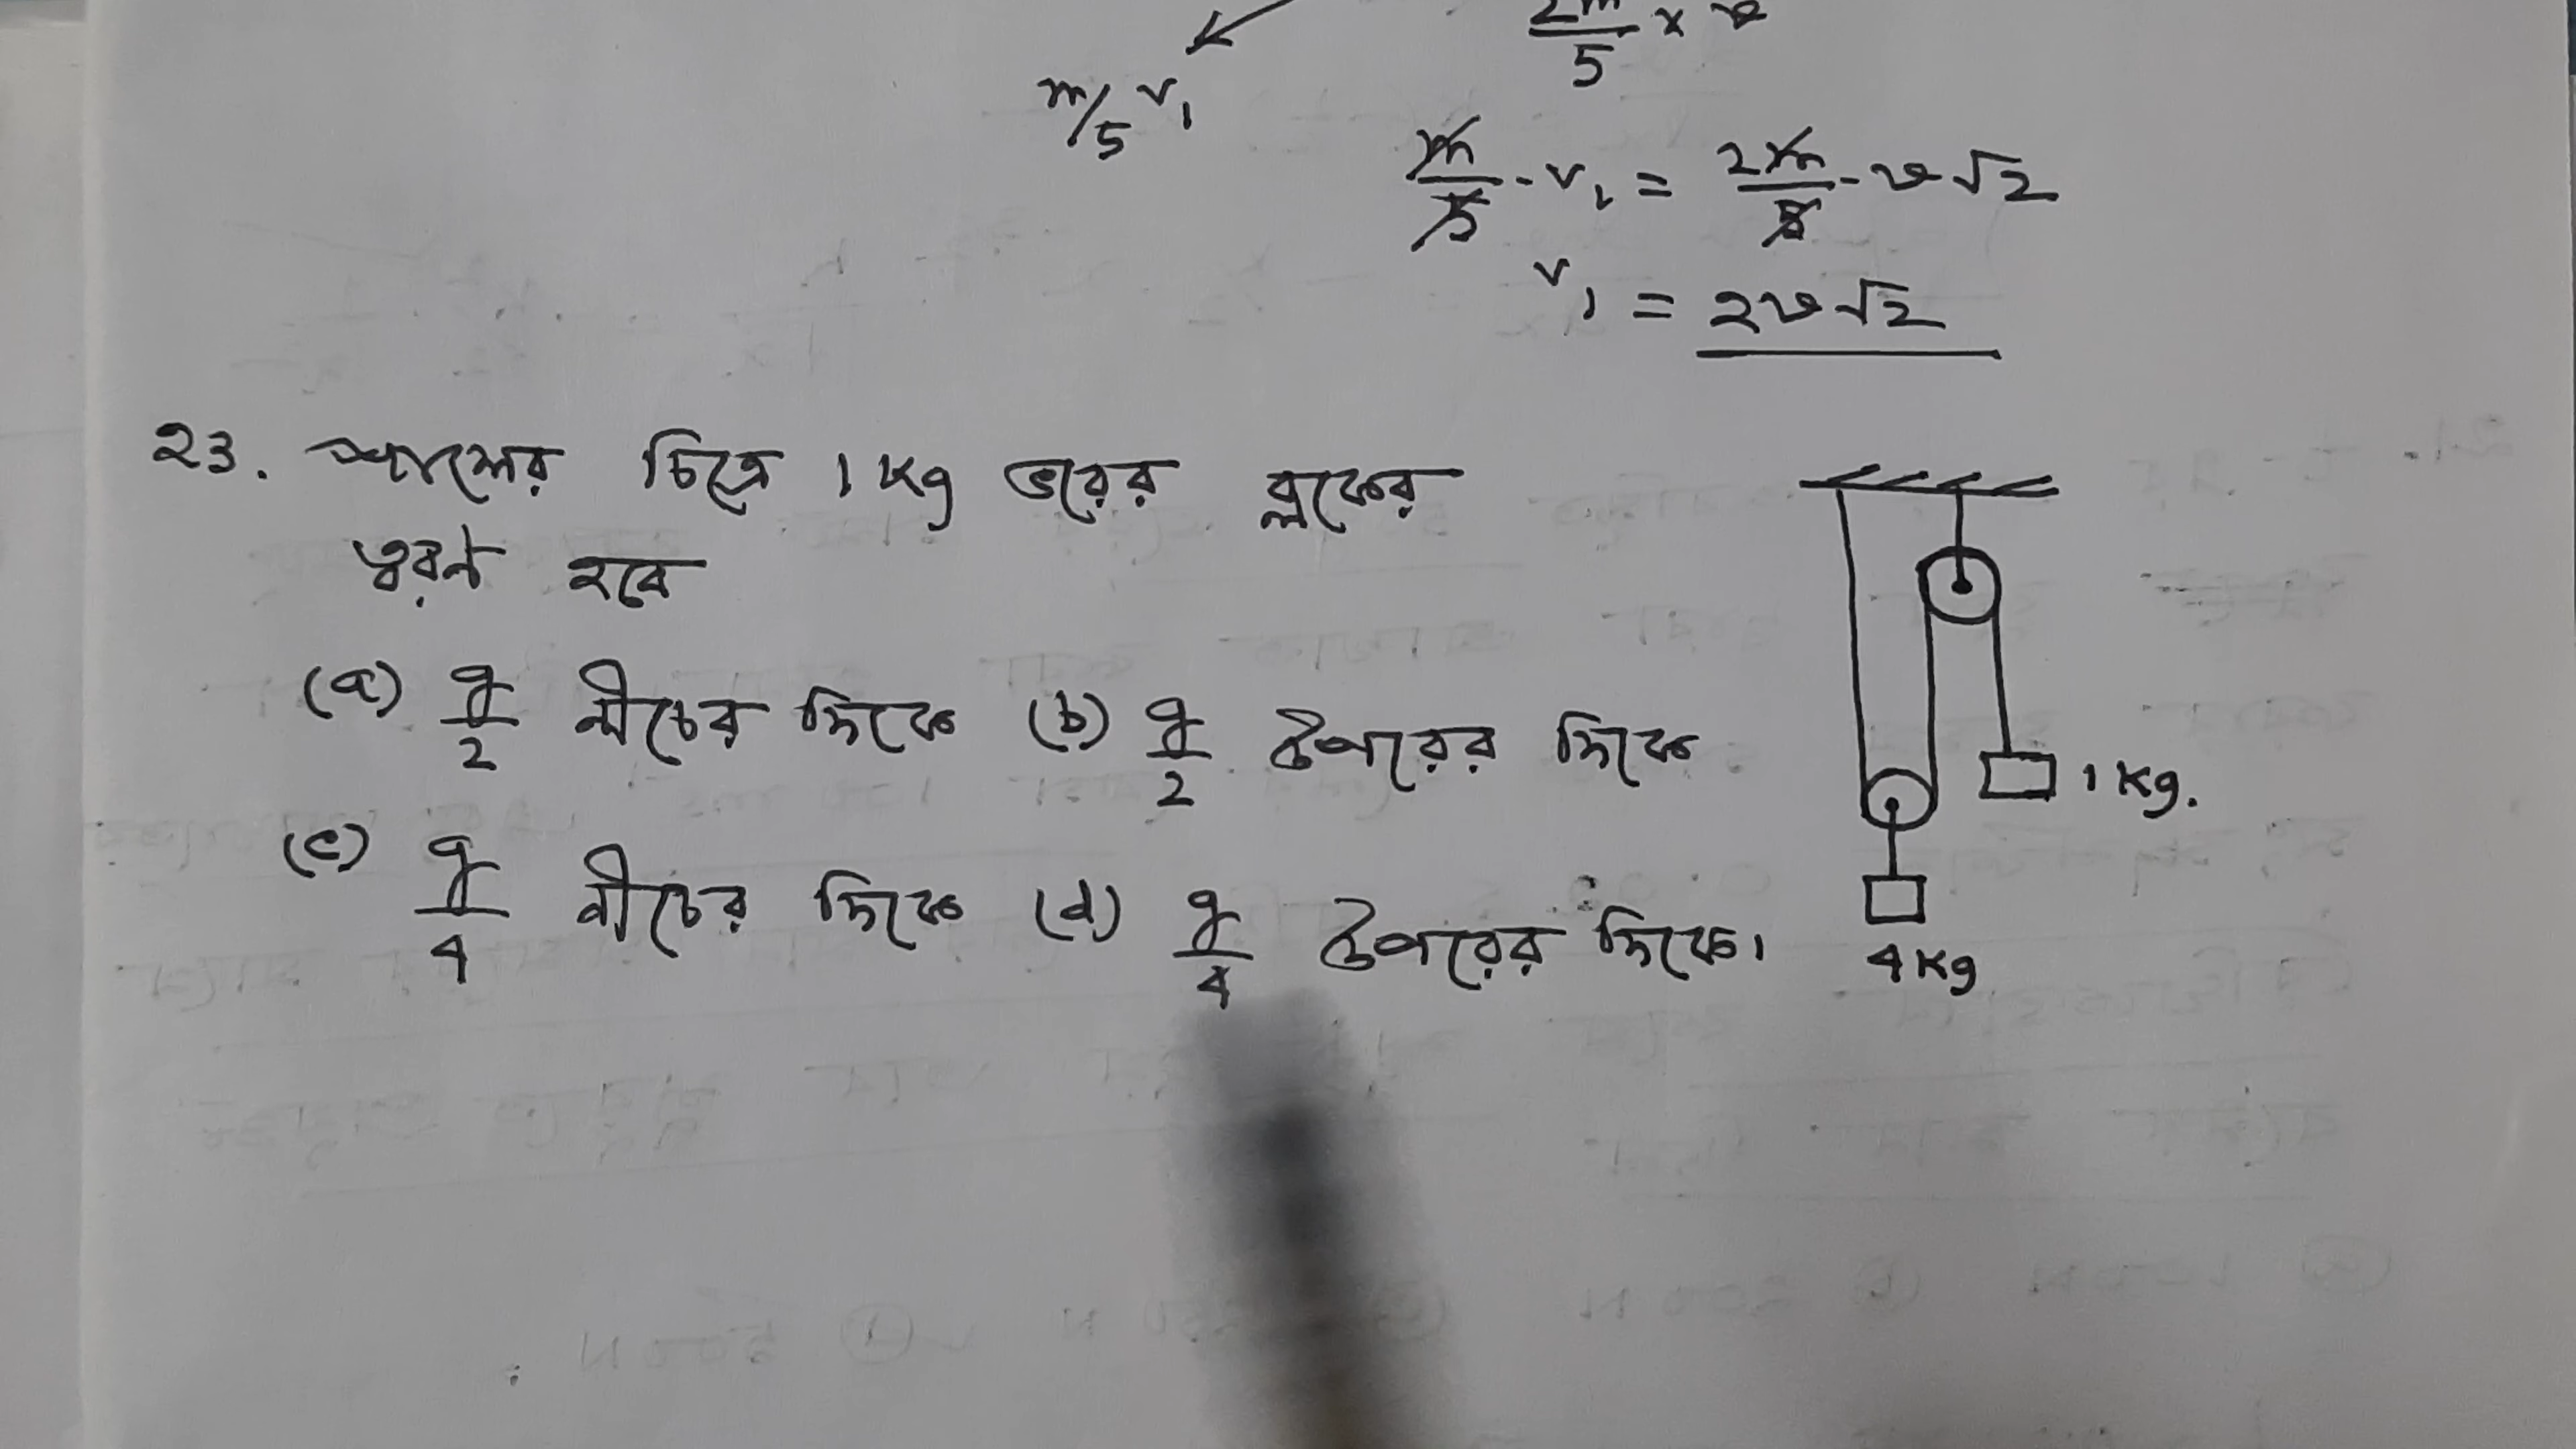 2m/5 × v
m/5 v₁
m/5 · v₁ = 2m/5 · v√2
v₁ = 2v√2
23. পাশের চিত্রে 1 kg ভরের ব্লকের
ত্বরণ হবে
(a) g/2 নীচের দিকে (b) g/2 উপরের দিকে
(c) g/4 নীচের দিকে (d) g/4 উপরের দিকে।
1 kg.
4 kg